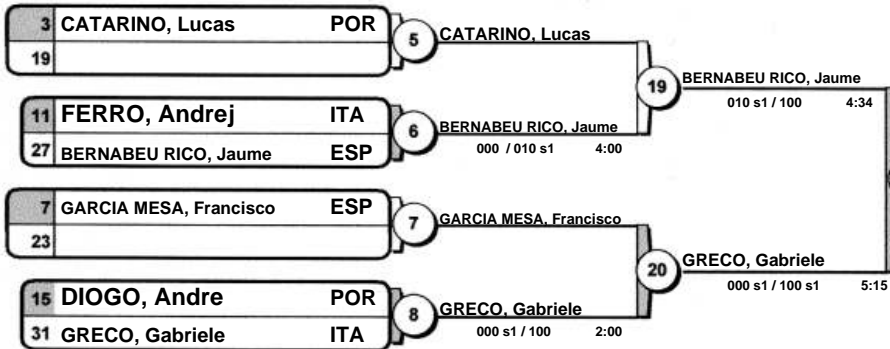 3 CATARINO, Lucas POR
19
5
CATARINO, Lucas
11 FERRO, Andrej ITA
27 BERNABEU RICO, Jaume ESP
6
BERNABEU RICO, Jaume
000 / 010 s1 4:00
19
BERNABEU RICO, Jaume
010 s1 / 100 4:34
7 GARCIA MESA, Francisco ESP
23
7
GARCIA MESA, Francisco
15 DIOGO, Andre POR
31 GRECO, Gabriele ITA
8
GRECO, Gabriele
000 s1 / 100 2:00
20
GRECO, Gabriele
000 s1 / 100 s1 5:15